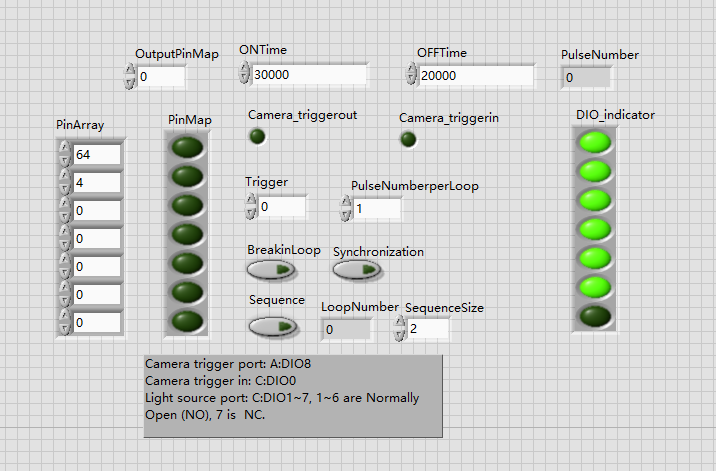 OutputPinMap
0
ONTime
30000
OFFTime
20000
PulseNumber
0
PinArray
64
4
0
0
0
0
0
PinMap
Camera_triggerout
Camera_triggerin
DIO_indicator
Trigger
0
PulseNumberperLoop
1
BreakinLoop
Synchronization
Sequence
LoopNumber
0
SequenceSize
2
Camera trigger port: A:DIO8
Camera trigger in: C:DIO0
Light source port: C:DIO1~7, 1~6 are Normally
Open (NO), 7 is  NC.